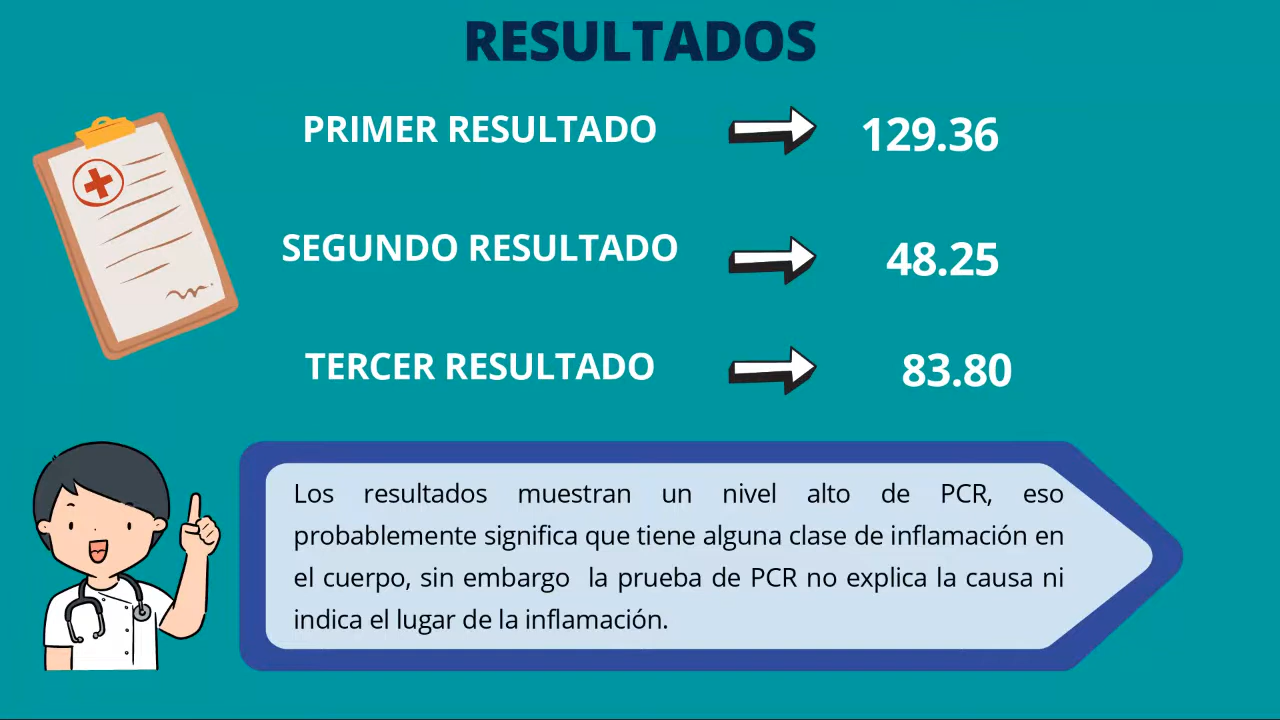 RESULTADOS
PRIMER RESULTADO 129.36
SEGUNDO RESULTADO 48.25
TERCER RESULTADO 83.80
Los resultados muestran un nivel alto de PCR, eso
probablemente significa que tiene alguna clase de inflamación en
el cuerpo, sin embargo la prueba de PCR no explica la causa ni
indica el lugar de la inflamación.